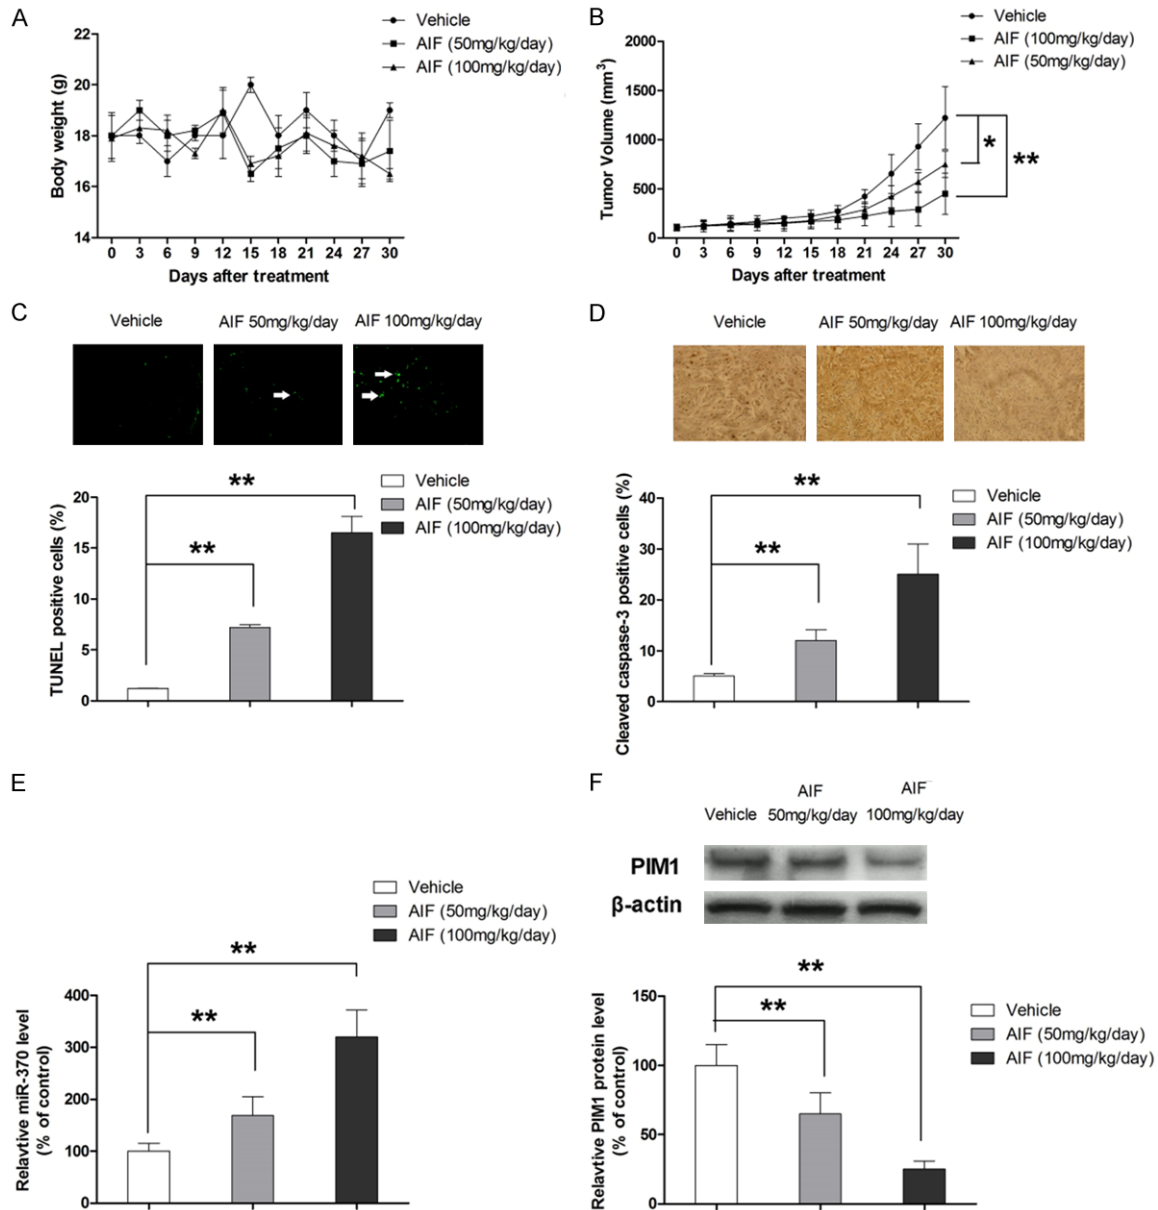 A
Vehicle
AIF (50mg/kg/day)
AIF (100mg/kg/day)
Body weight (g)
22
20
18
16
14
0 3 6 9 12 15 18 21 24 27 30
Days after treatment
B
Vehicle
AIF (100mg/kg/day)
AIF (50mg/kg/day)
Tumor Volume (mm³)
2000
1500
1000
500
0
*
**
0 3 6 9 12 15 18 21 24 27 30
Days after treatment
C
Vehicle AIF 50mg/kg/day AIF 100mg/kg/day
Vehicle
AIF (50mg/kg/day)
AIF (100mg/kg/day)
**
**
TUNEL positive cells (%)
20
15
10
5
0
D
Vehicle AIF 50mg/kg/day AIF 100mg/kg/day
Vehicle
AIF (50mg/kg/day)
AIF (100mg/kg/day)
**
**
Cleaved caspase-3 positive cells (%)
40
30
20
10
0
E
Vehicle
AIF (50mg/kg/day)
AIF (100mg/kg/day)
**
**
Relavtive miR-370 level
(% of control)
400
300
200
100
0
F
Vehicle
AIF
50mg/kg/day
AIF
100mg/kg/day
PIM1
β-actin
Vehicle
AIF (50mg/kg/day)
AIF (100mg/kg/day)
**
**
Relavtive PIM1 protein level
(% of control)
150
100
50
0